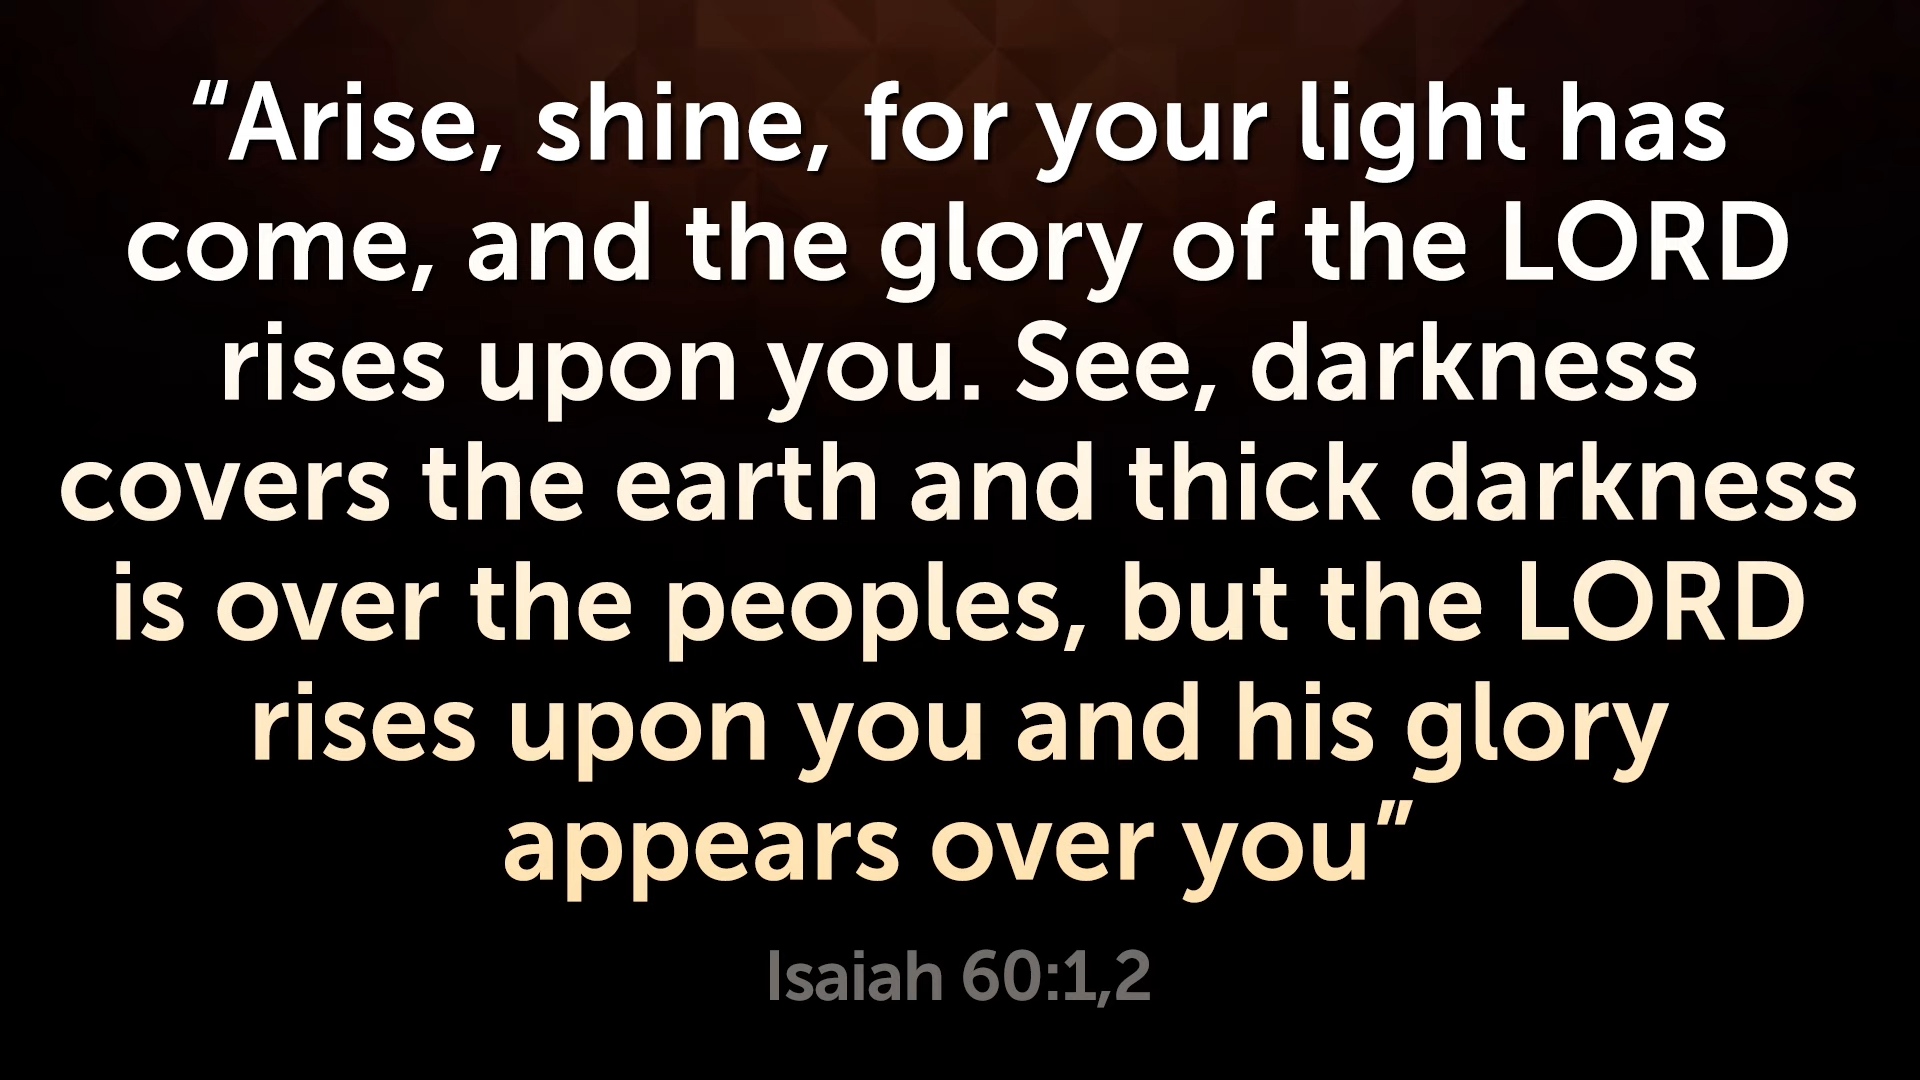 “Arise, shine, for your light has
come, and the glory of the LORD
rises upon you. See, darkness
covers the earth and thick darkness
is over the peoples, but the LORD
rises upon you and his glory
appears over you”
Isaiah 60:1,2